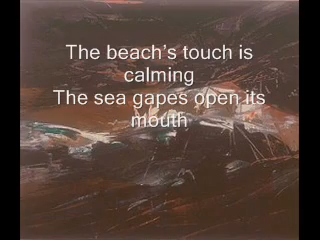 The beach’s touch is
calming
The sea gapes open its
mouth